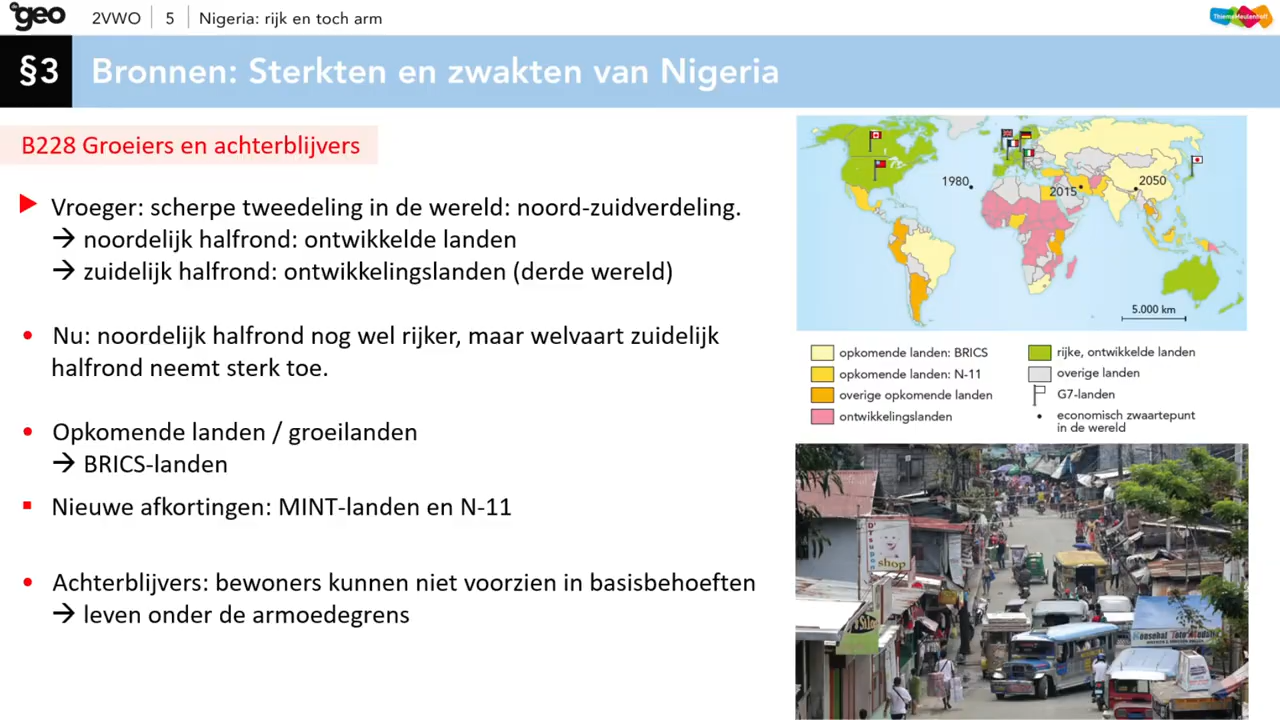 geo
2VWO
5
Nigeria: rijk en toch arm
ThiemeMeulenhoff
§3
Bronnen: Sterkten en zwakten van Nigeria
B228 Groeiers en achterblijvers
Vroeger: scherpe tweedeling in de wereld: noord-zuidverdeling.
→ noordelijk halfrond: ontwikkelde landen
→ zuidelijk halfrond: ontwikkelingslanden (derde wereld)
• Nu: noordelijk halfrond nog wel rijker, maar welvaart zuidelijk
halfrond neemt sterk toe.
• Opkomende landen / groeilanden
→ BRICS-landen
▪ Nieuwe afkortingen: MINT-landen en N-11
• Achterblijvers: bewoners kunnen niet voorzien in basisbehoeften
→ leven onder de armoedegrens
1980
2015
2050
5.000 km
opkomende landen: BRICS
opkomende landen: N-11
overige opkomende landen
ontwikkelingslanden
rijke, ontwikkelde landen
overige landen
G7-landen
economisch zwaartepunt
in de wereld
shop